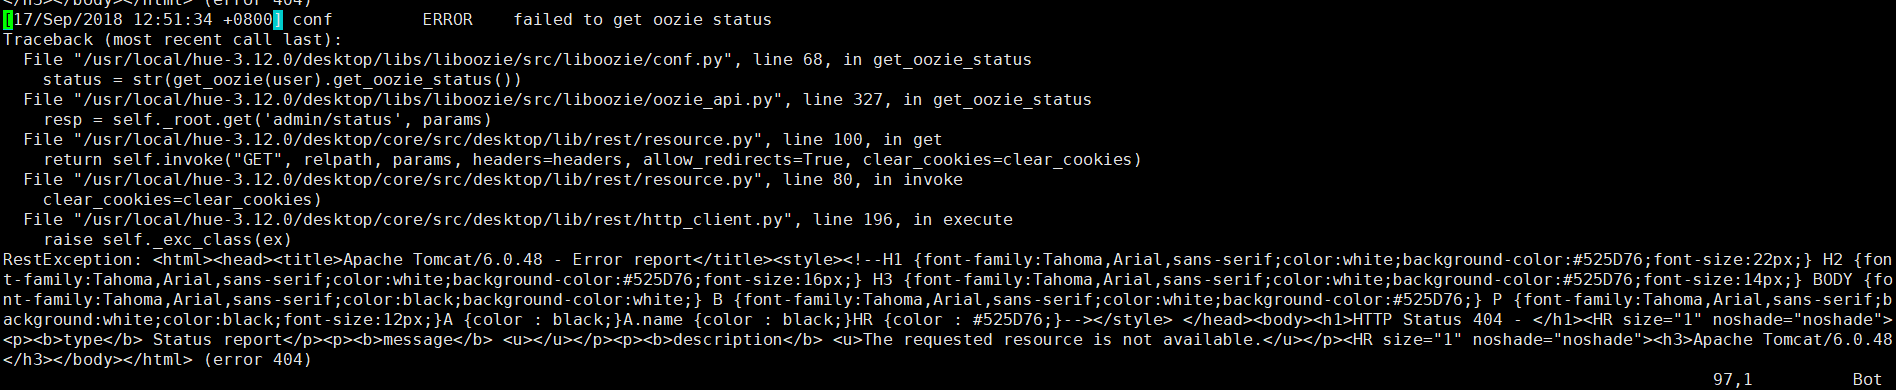 </h3></body></html> (error 404)
[17/Sep/2018 12:51:34 +0800] conf         ERROR    failed to get oozie status
Traceback (most recent call last):
  File "/usr/local/hue-3.12.0/desktop/libs/liboozie/src/liboozie/conf.py", line 68, in get_oozie_status
    status = str(get_oozie(user).get_oozie_status())
  File "/usr/local/hue-3.12.0/desktop/libs/liboozie/src/liboozie/oozie_api.py", line 327, in get_oozie_status
    resp = self._root.get('admin/status', params)
  File "/usr/local/hue-3.12.0/desktop/core/src/desktop/lib/rest/resource.py", line 100, in get
    return self.invoke("GET", relpath, params, headers=headers, allow_redirects=True, clear_cookies=clear_cookies)
  File "/usr/local/hue-3.12.0/desktop/core/src/desktop/lib/rest/resource.py", line 80, in invoke
    clear_cookies=clear_cookies)
  File "/usr/local/hue-3.12.0/desktop/core/src/desktop/lib/rest/http_client.py", line 196, in execute
    raise self._exc_class(ex)
RestException: <html><head><title>Apache Tomcat/6.0.48 - Error report</title><style><!--H1 {font-family:Tahoma,Arial,sans-serif;color:white;background-color:#525D76;font-size:22px;} H2 {fon
t-family:Tahoma,Arial,sans-serif;color:white;background-color:#525D76;font-size:16px;} H3 {font-family:Tahoma,Arial,sans-serif;color:white;background-color:#525D76;font-size:14px;} BODY {fo
nt-family:Tahoma,Arial,sans-serif;color:black;background-color:white;} B {font-family:Tahoma,Arial,sans-serif;color:white;background-color:#525D76;} P {font-family:Tahoma,Arial,sans-serif;b
ackground:white;color:black;font-size:12px;}A {color : black;}A.name {color : black;}HR {color : #525D76;}--></style> </head><body><h1>HTTP Status 404 - </h1><HR size="1" noshade="noshade">
<p><b>type</b> Status report</p><p><b>message</b> <u></u></p><p><b>description</b> <u>The requested resource is not available.</u></p><HR size="1" noshade="noshade"><h3>Apache Tomcat/6.0.48
</h3></body></html> (error 404)
97,1          Bot